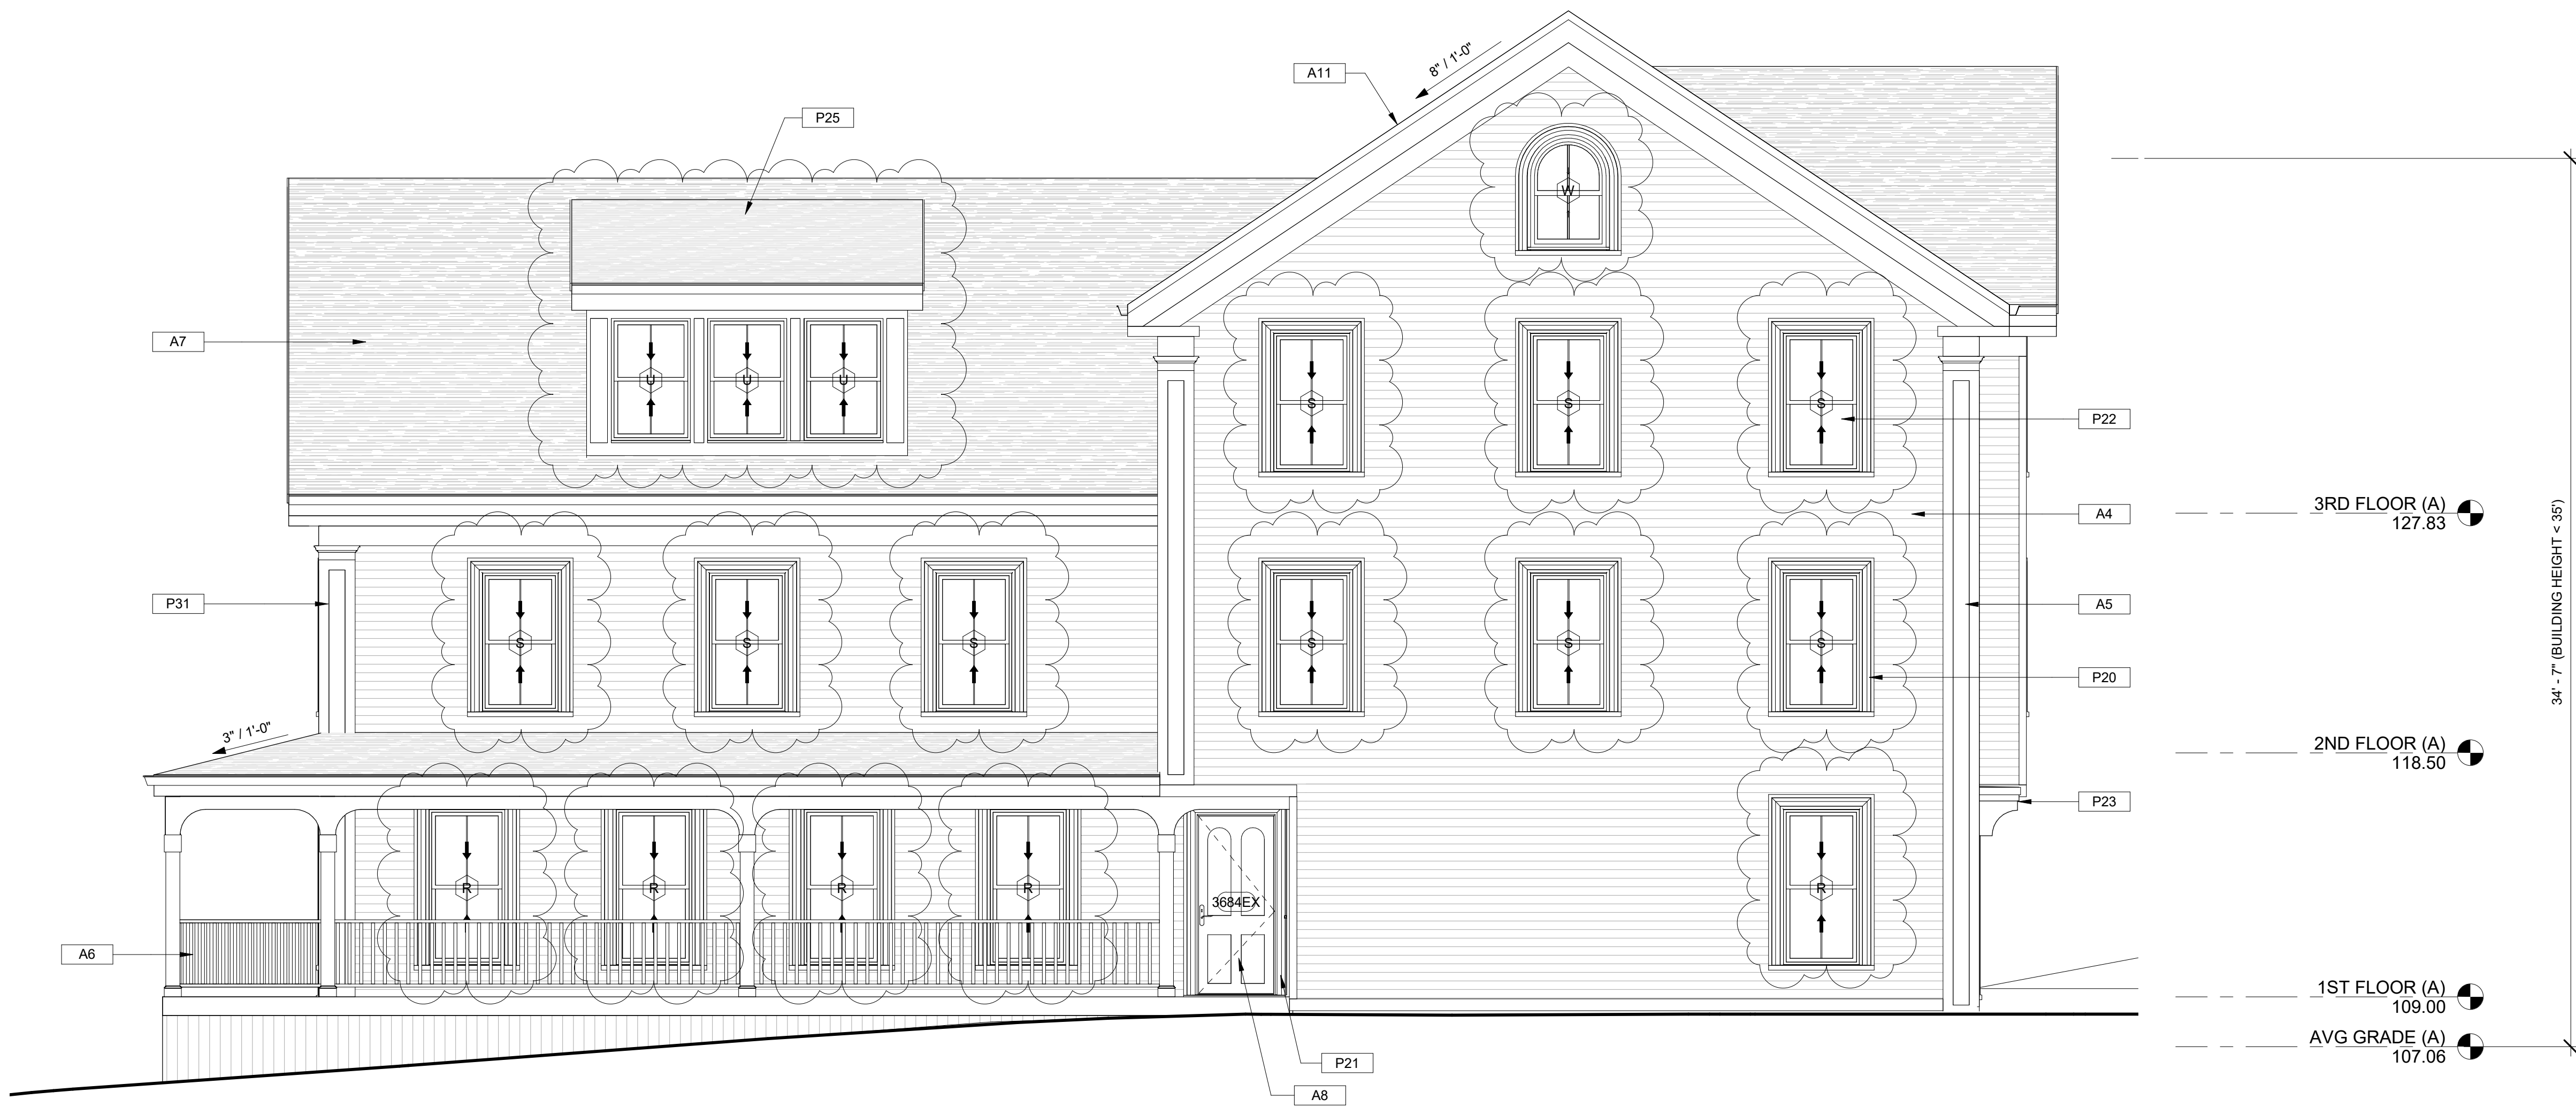 A11
8" / 1'-0"
P25
W
A7
U
U
U
S
S
S
P22
3RD FLOOR (A)
127.83
A4
34' - 7" (BUILDING HEIGHT < 35')
P31
A5
S
S
S
S
S
S
P20
3" / 1'-0"
2ND FLOOR (A)
118.50
P23
R
R
R
R
R
3684EX
A6
1ST FLOOR (A)
109.00
AVG GRADE (A)
107.06
P21
A8